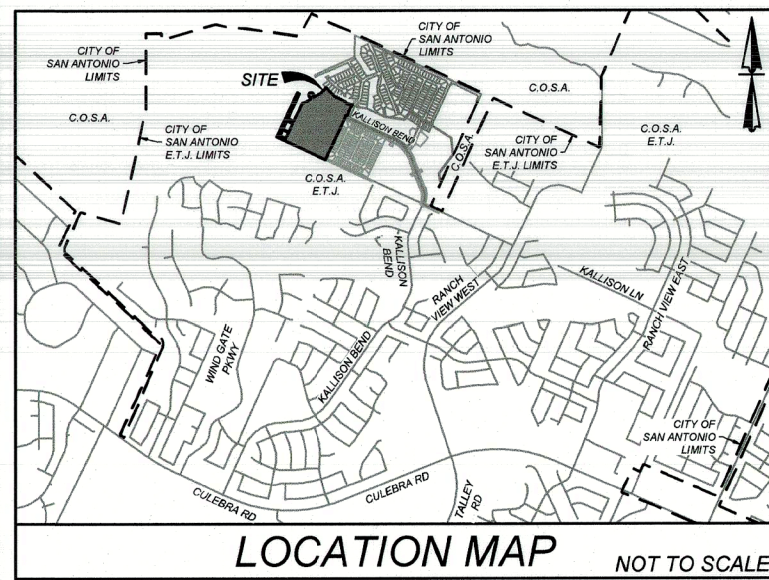 CITY OF
SAN ANTONIO
LIMITS
CITY OF
SAN ANTONIO
LIMITS
SITE
C.O.S.A.
C.O.S.A.
KALLISON BEND
CITY OF
SAN ANTONIO
E.T.J. LIMITS
C.O.S.A.
CITY OF
SAN ANTONIO
E.T.J. LIMITS
C.O.S.A.
E.T.J.
C.O.S.A.
E.T.J.
KALLISON
BEND
RANCH
VIEW WEST
KALLISON LN
RANCH VIEW EAST
WIND GATE
PKWY
KALLISON BEND
CITY OF
SAN ANTONIO
LIMITS
CULEBRA RD
CULEBRA RD
TALLEY
RD
LOCATION MAP
NOT TO SCALE